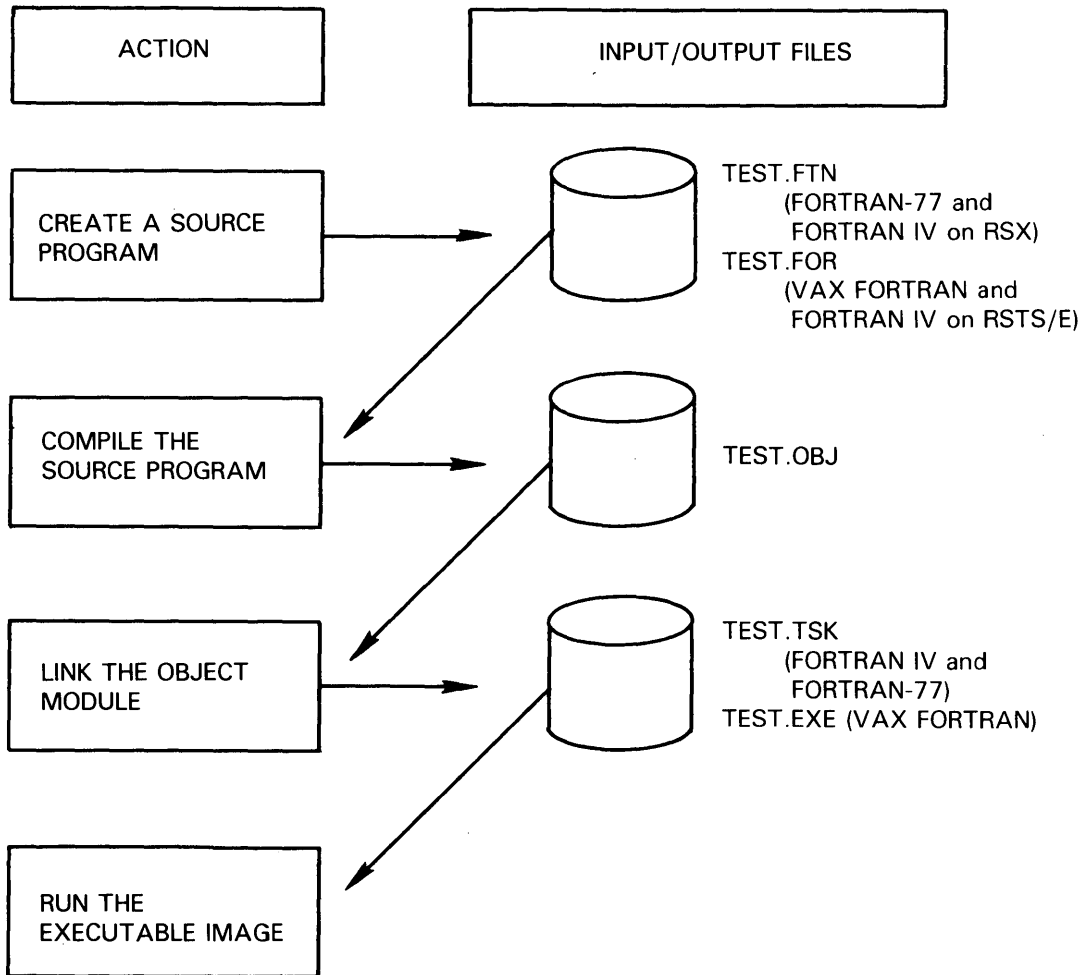 ACTION
INPUT/OUTPUT FILES
CREATE A SOURCE
PROGRAM
TEST.FTN
(FORTRAN-77 and
FORTRAN IV on RSX)
TEST.FOR
(VAX FORTRAN and
FORTRAN IV on RSTS/E)
COMPILE THE
SOURCE PROGRAM
TEST.OBJ
LINK THE OBJECT
MODULE
TEST.TSK
(FORTRAN IV and
FORTRAN-77)
TEST.EXE (VAX FORTRAN)
RUN THE
EXECUTABLE IMAGE